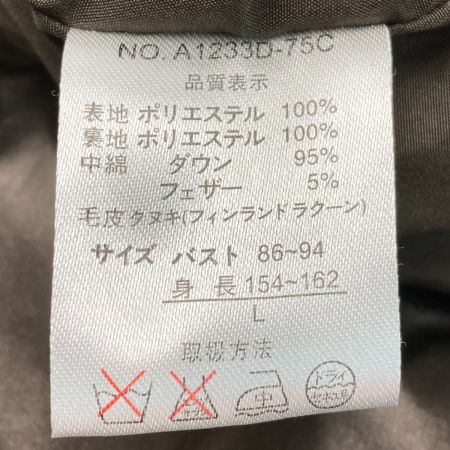 NO. A1233D-75C
品質表示
表地 ポリエステル 100%
裏地 ポリエステル 100%
中綿 ダウン 95%
フェザー 5%
毛皮 タヌキ(フィンランドラクーン)
サイズ バスト 86~94
身 長 154~162
L
取扱方法
ドライ